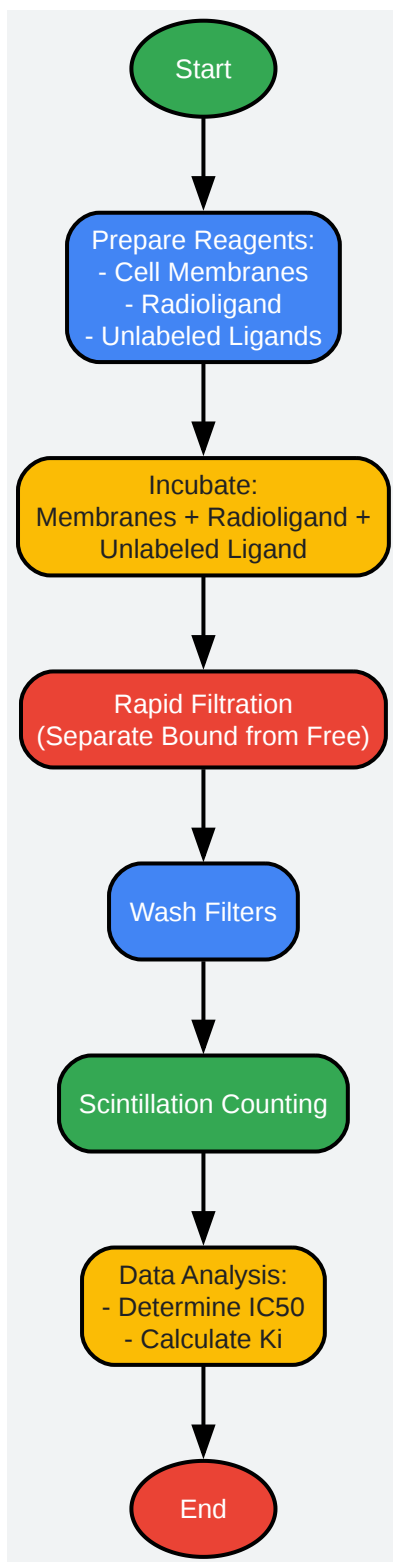 Start
Prepare Reagents:
- Cell Membranes
- Radioligand
- Unlabeled Ligands
Incubate:
Membranes + Radioligand +
Unlabeled Ligand
Rapid Filtration
(Separate Bound from Free)
Wash Filters
Scintillation Counting
Data Analysis:
- Determine IC50
- Calculate Ki
End